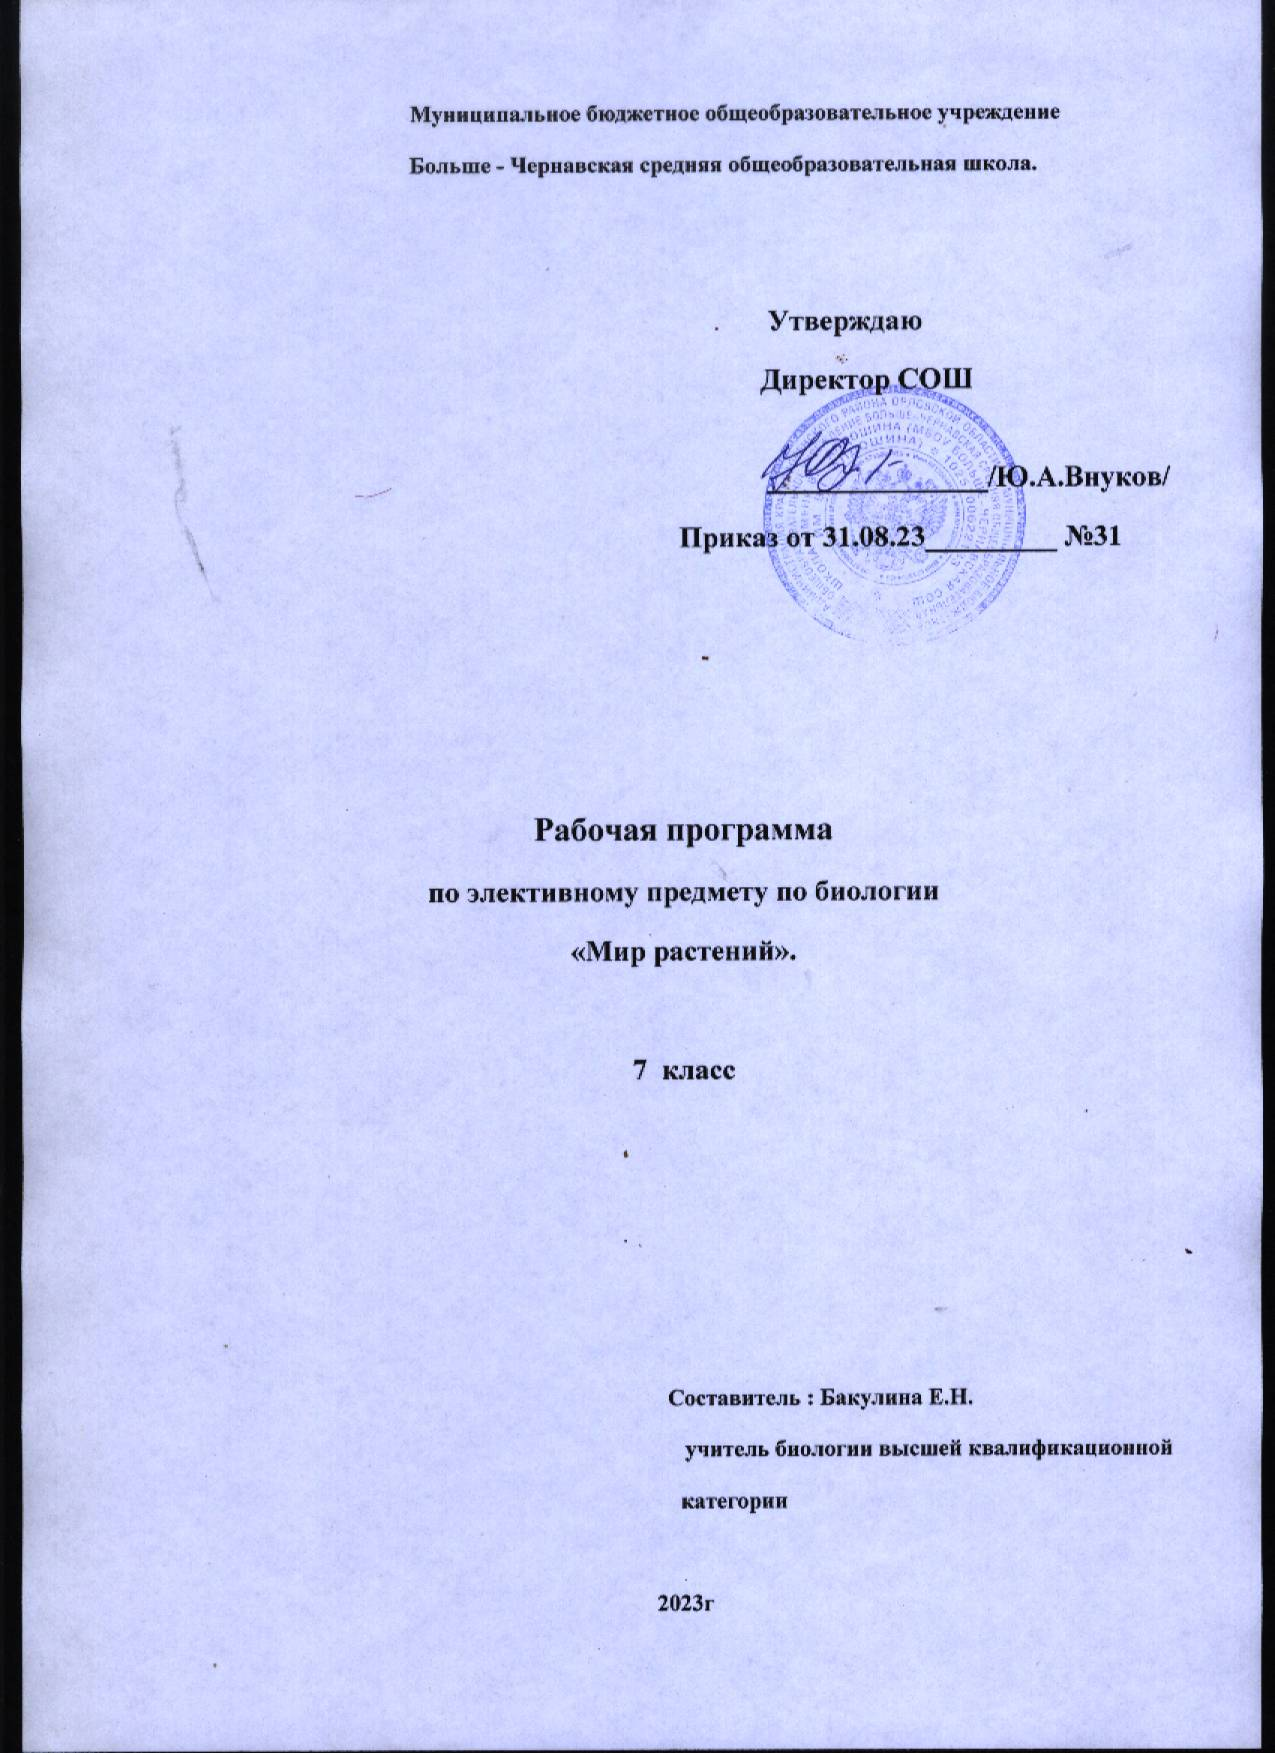 Муниципальное бюджетное общеобразовательное учреждение
Больше - Чернавская средняя общеобразовательная школа.
Утверждаю
Директор СОШ
/Ю.А.Внуков/
Приказ от 31.08.23__________ №31
Рабочая программа
по элективному предмету по биологии
«Мир растений».
7 класс
Составитель : Бакулина Е.Н.
учитель биологии высшей квалификационной
категории
2023г